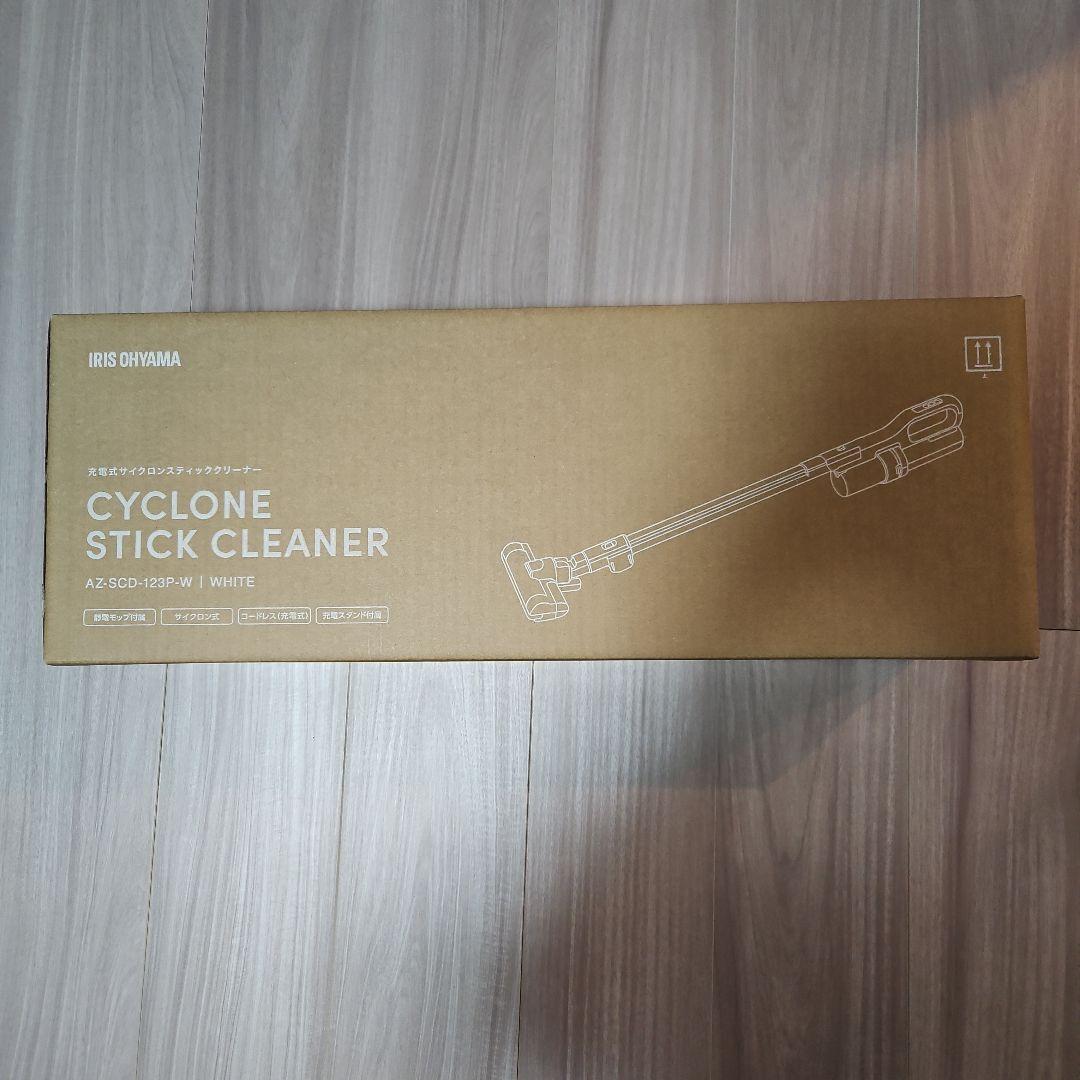 IRIS OHYAMA
充電式サイクロンスティッククリーナー
CYCLONE
STICK CLEANER
AZ-SCD-123P-W | WHITE
静電モップ付属 サイクロン式 コードレス(充電式) 充電スタンド付属
上